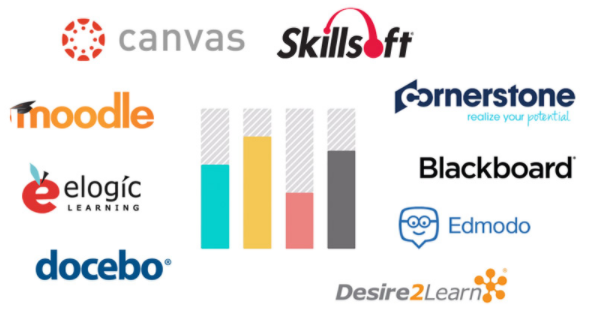 canvas
Skillsoft®
moodle
cornerstone
realize your potential
elogic
LEARNING
Blackboard
Edmodo
docebo®
Desire2Learn